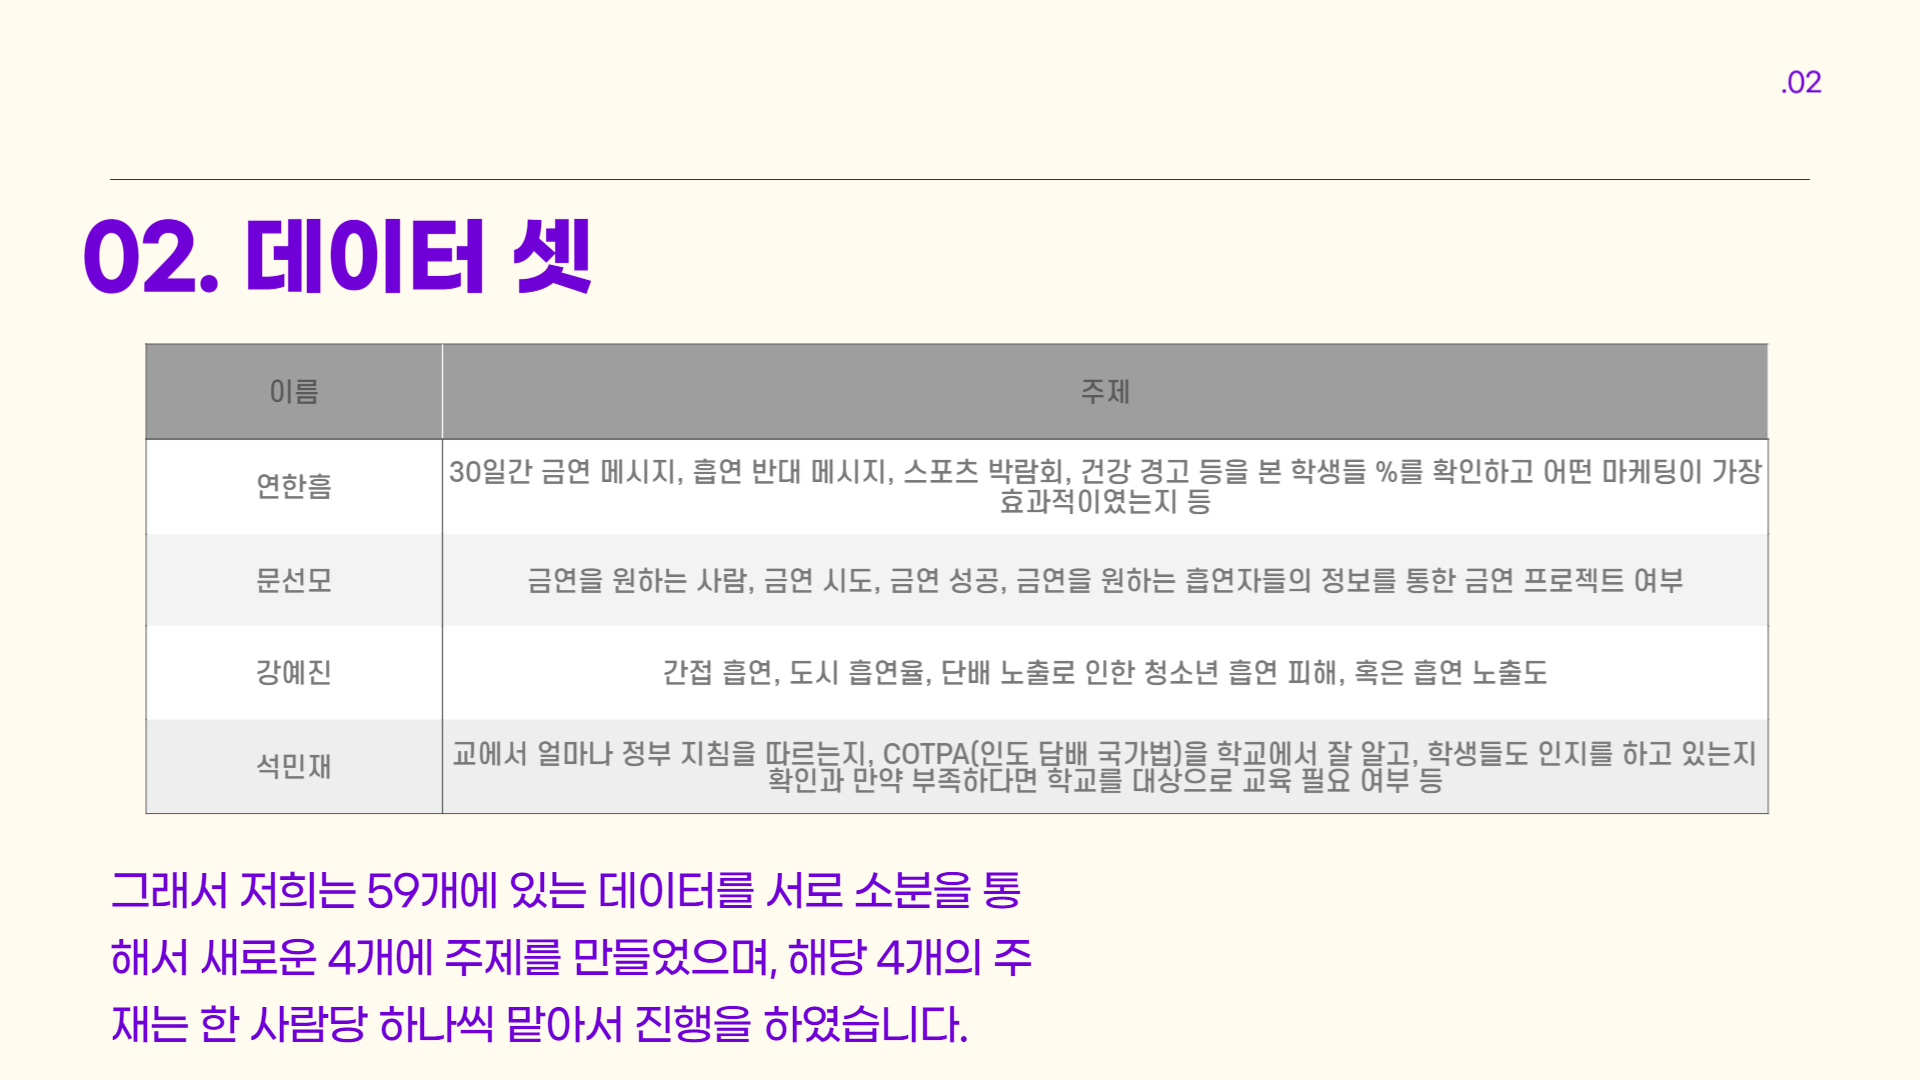 .02
02. 데이터 셋
이름
주제
연한흠
30일간 금연 메시지, 흡연 반대 메시지, 스포츠 박람회, 건강 경고 등을 본 학생들 %를 확인하고 어떤 마케팅이 가장
효과적이였는지 등
문선모
금연을 원하는 사람, 금연 시도, 금연 성공, 금연을 원하는 흡연자들의 정보를 통한 금연 프로젝트 여부
강예진
간접 흡연, 도시 흡연율, 단배 노출로 인한 청소년 흡연 피해, 혹은 흡연 노출도
석민재
교에서 얼마나 정부 지침을 따르는지, COTPA(인도 담배 국가법)을 학교에서 잘 알고, 학생들도 인지를 하고 있는지
확인과 만약 부족하다면 학교를 대상으로 교육 필요 여부 등
그래서 저희는 59개에 있는 데이터를 서로 소분을 통
해서 새로운 4개에 주제를 만들었으며, 해당 4개의 주
재는 한 사람당 하나씩 맡아서 진행을 하였습니다.